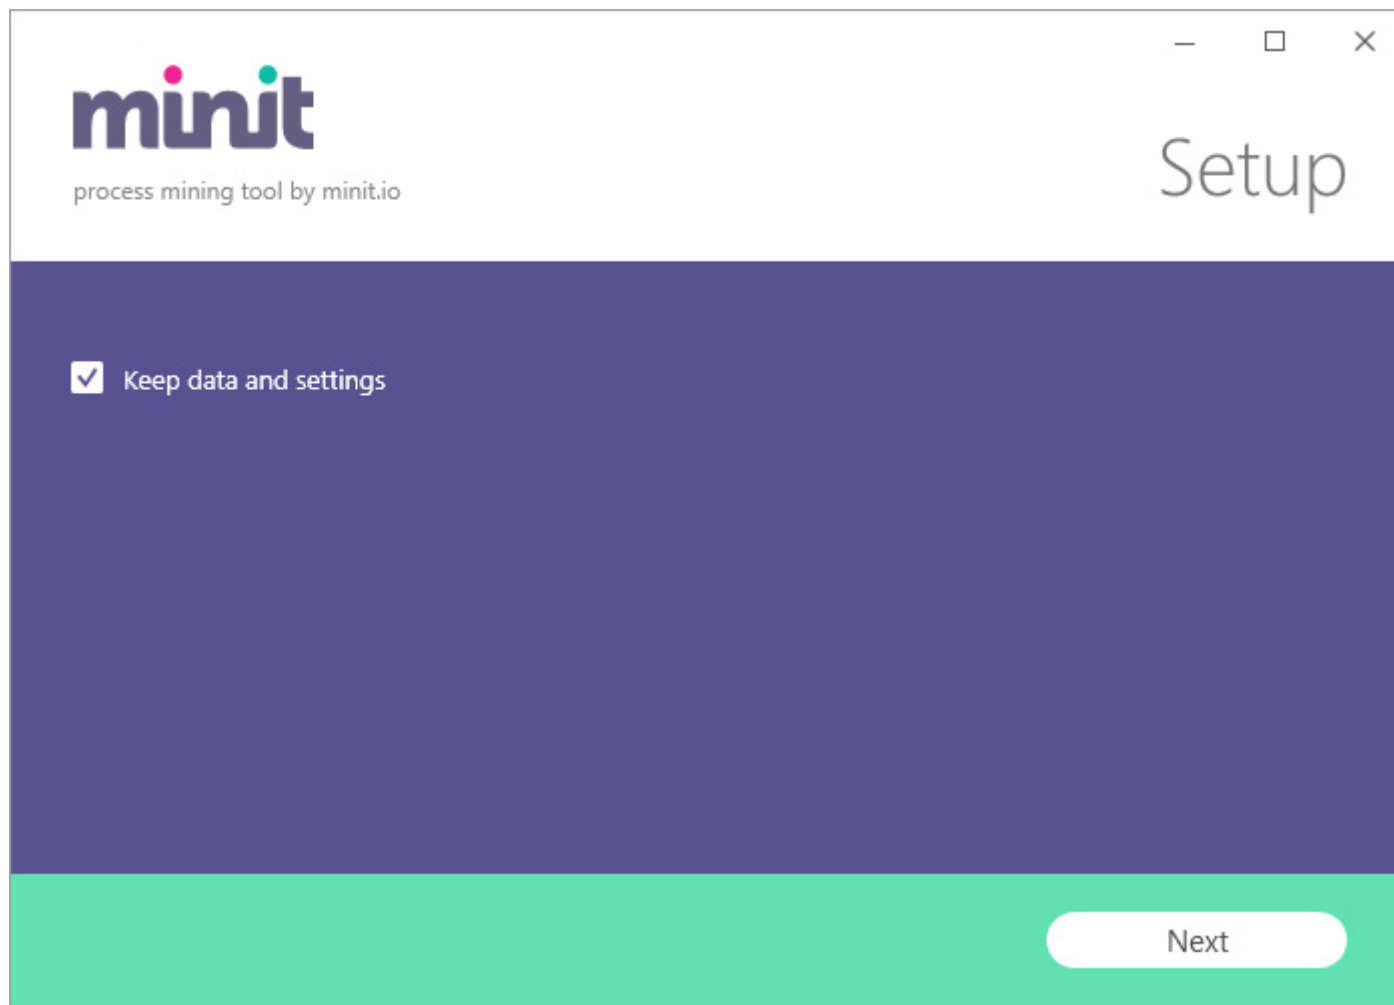 minit
process mining tool by minit.io
Setup
Keep data and settings
Next